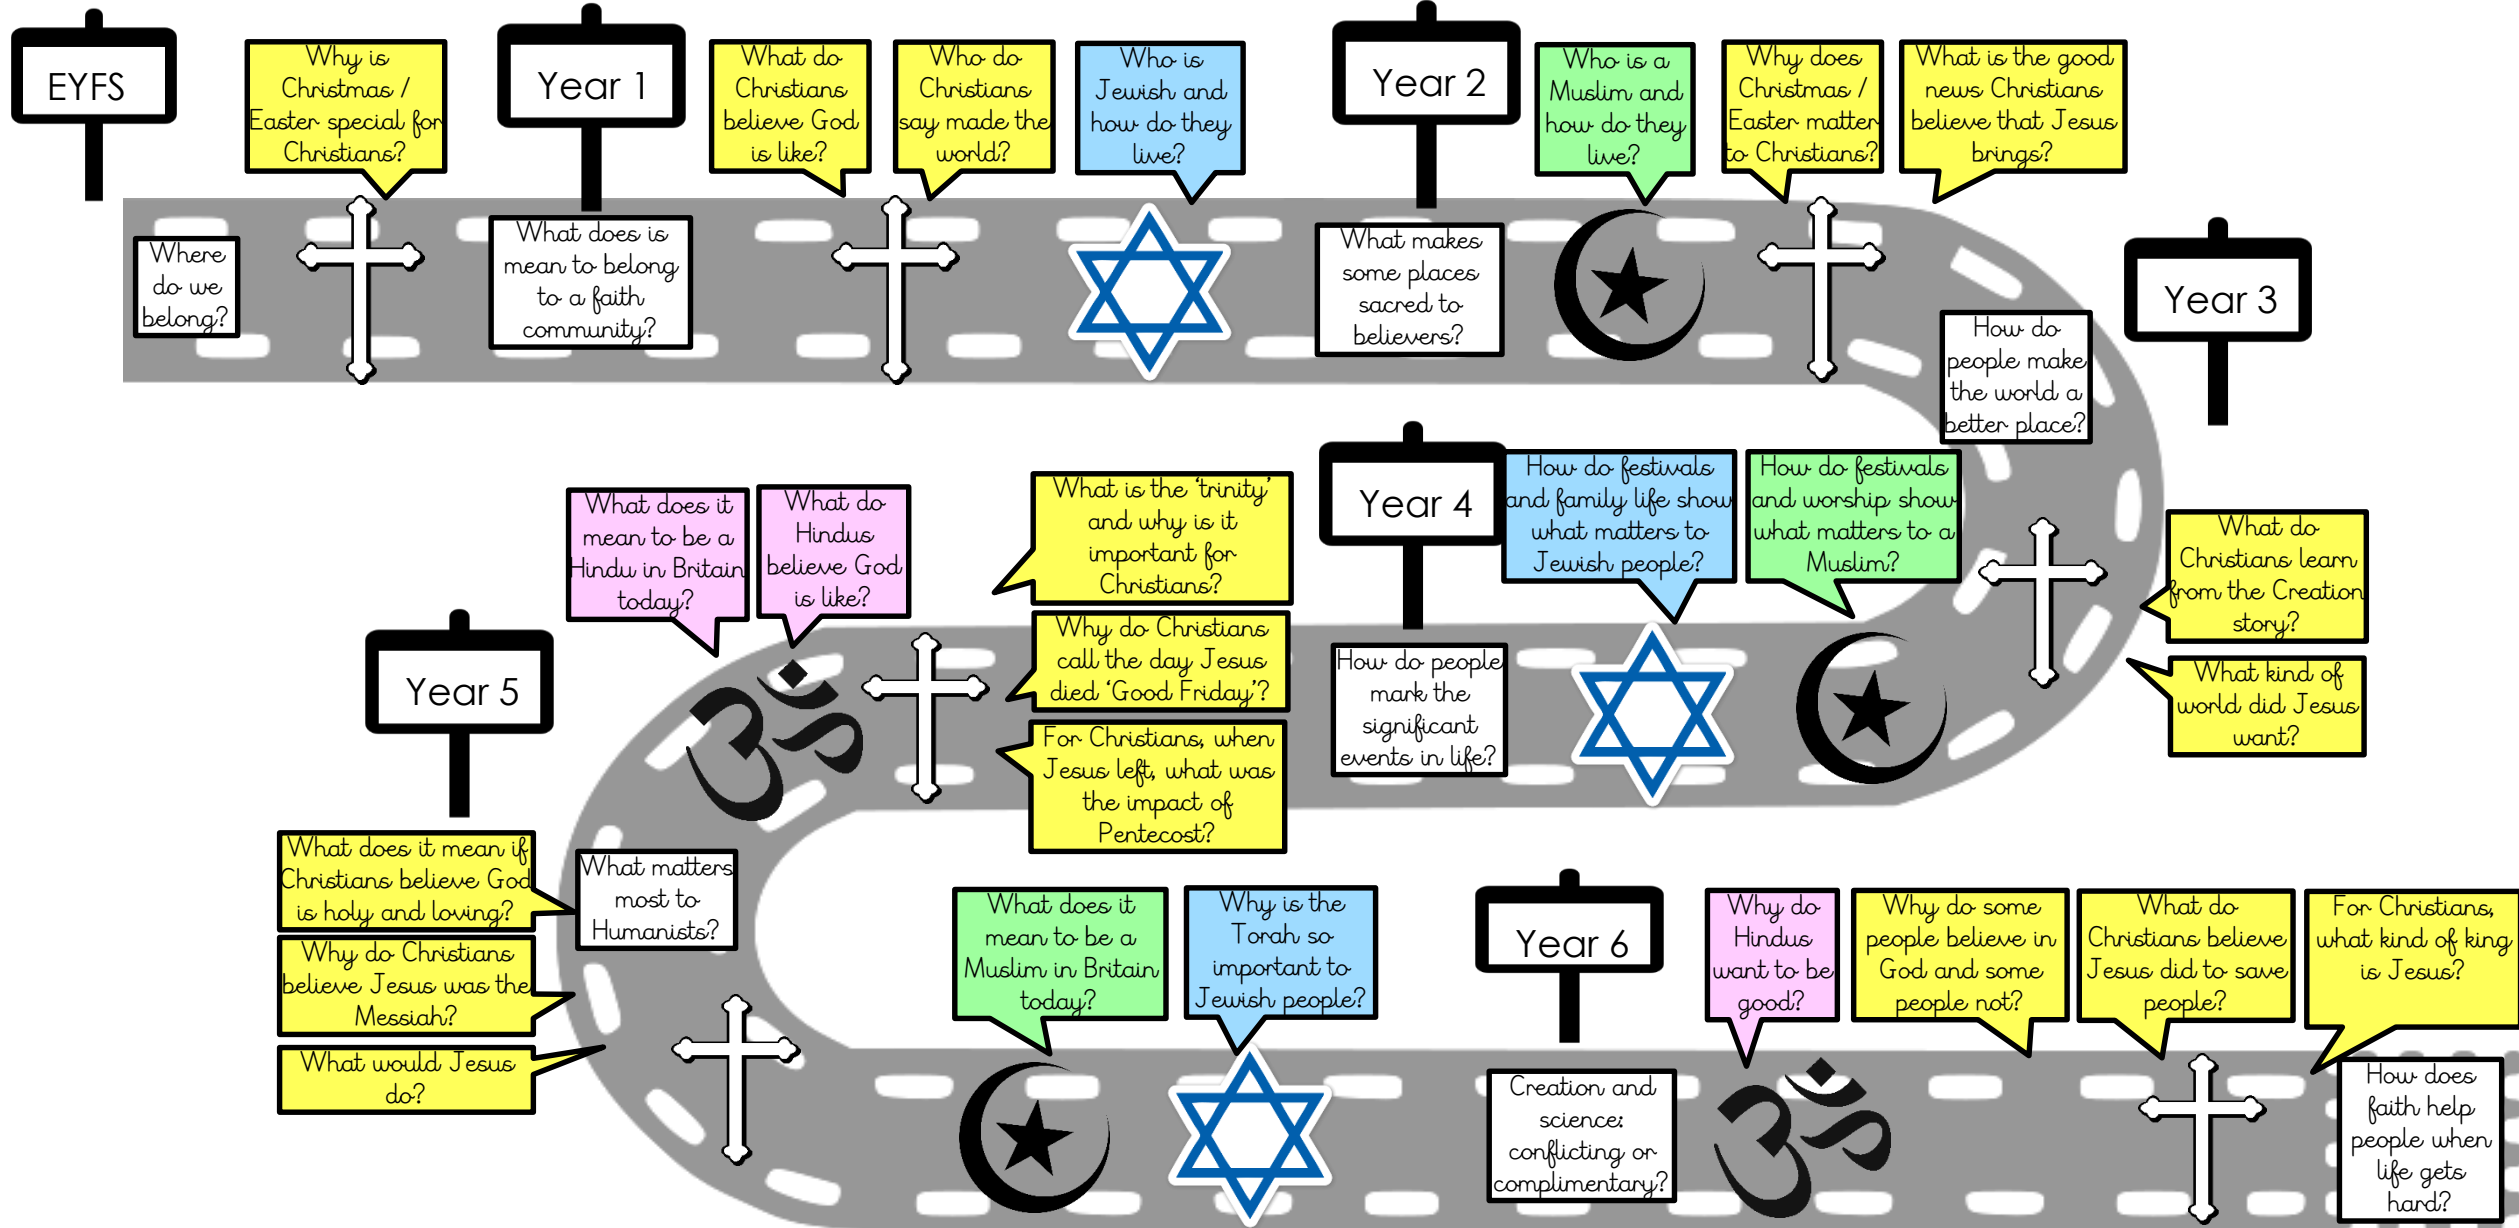 EYFS
Why is
Christmas /
Easter special for
Christians?
Where
do we
belong?
Year 1
What does is
mean to belong
to a faith
community?
What do
Christians
believe God
is like?
Who do
Christians
say made the
world?
Who is
Jewish and
how do they
live?
Year 2
What makes
some places
sacred to
believers?
Who is a
Muslim and
how do they
live?
Why does
Christmas /
Easter matter
to Christians?
What is the good
news Christians
believe that Jesus
brings?
Year 3
How do
people make
the world a
better place?
What do
Christians learn
from the Creation
story?
What kind of
world did Jesus
want?
How do festivals
and worship show
what matters to a
Muslim?
How do festivals
and family life show
what matters to
Jewish people?
Year 4
How do people
mark the
significant
events in life?
What is the ‘trinity’
and why is it
important for
Christians?
Why do Christians
call the day Jesus
died ‘Good Friday’?
For Christians, when
Jesus left, what was
the impact of
Pentecost?
What do
Hindus
believe God
is like?
What does it
mean to be a
Hindu in Britain
today?
Year 5
What matters
most to
Humanists?
What does it mean if
Christians believe God
is holy and loving?
Why do Christians
believe Jesus was the
Messiah?
What would Jesus
do?
What does it
mean to be a
Muslim in Britain
today?
Why is the
Torah so
important to
Jewish people?
Year 6
Creation and
science:
conflicting or
complimentary?
Why do
Hindus
want to be
good?
Why do some
people believe in
God and some
people not?
What do
Christians believe
Jesus did to save
people?
For Christians,
what kind of king
is Jesus?
How does
faith help
people when
life gets
hard?